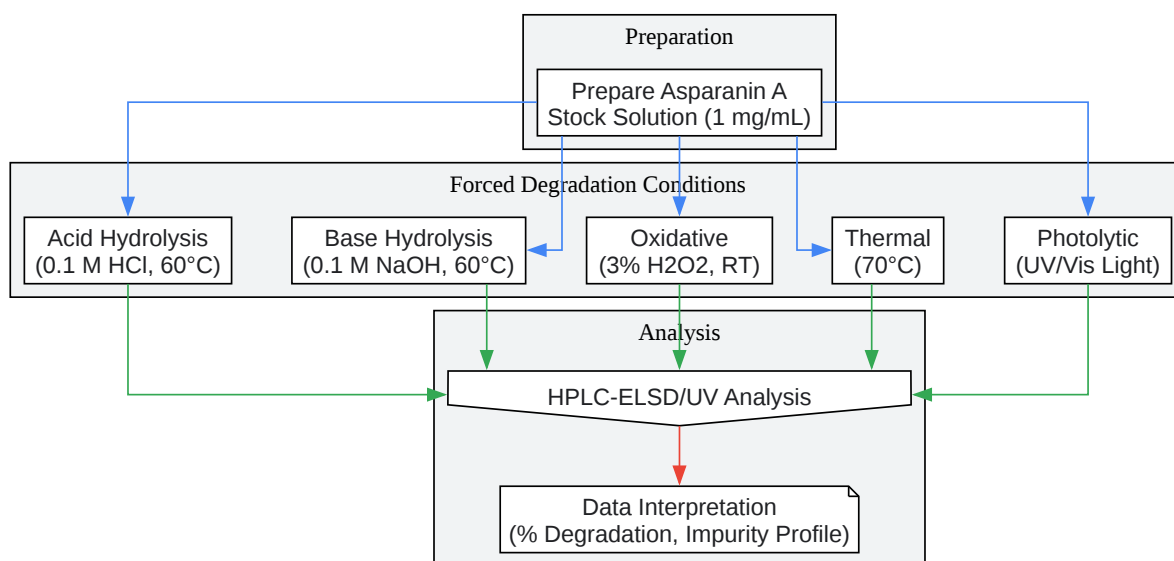 Preparation
Prepare Asparanin A
Stock Solution (1 mg/mL)
Forced Degradation Conditions
Acid Hydrolysis
(0.1 M HCl, 60°C)
Base Hydrolysis
(0.1 M NaOH, 60°C)
Oxidative
(3% H2O2, RT)
Thermal
(70°C)
Photolytic
(UV/Vis Light)
Analysis
HPLC-ELSD/UV Analysis
Data Interpretation
(% Degradation, Impurity Profile)